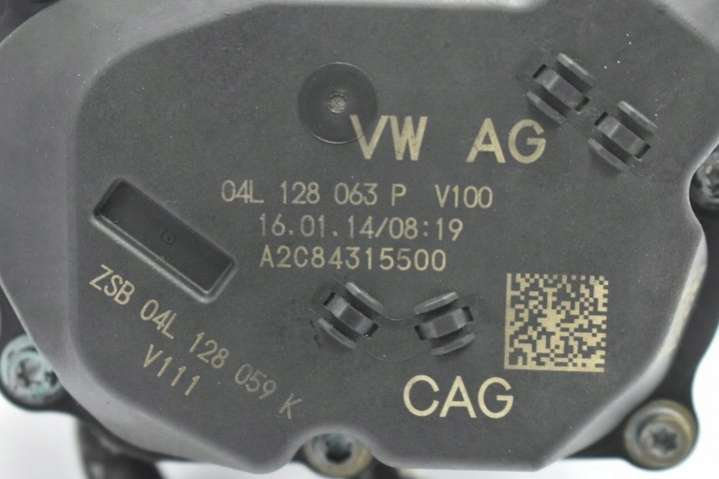 VW AG
04L 128 063 P V100
16.01.14/08:19
A2C84315500
ZSB 04L 128 059 K
V111
CAG